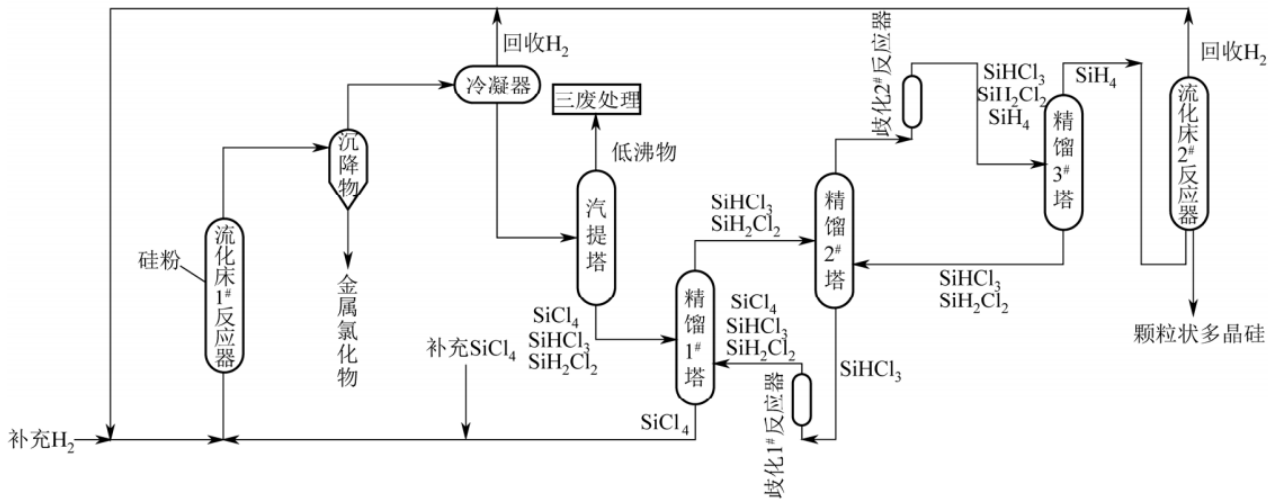 回收H₂
冷凝器
三废处理
低沸物
沉降物
金属氯化物
硅粉
流化床1#反应器
汽提塔
SiCl₄
SiHCl₃
SiH₂Cl₂
补充SiCl₄
补充H₂
精馏1#塔
SiHCl₃
SiH₂Cl₂
SiCl₄
SiHCl₃
SiH₂Cl₂
SiCl₄
歧化1#反应器
SiHCl₃
精馏2#塔
歧化2#反应器
SiHCl₃
SiH₂Cl₂
SiH₄
精馏3#塔
SiH₄
SiHCl₃
SiH₂Cl₂
回收H₂
流化床2#反应器
颗粒状多晶硅